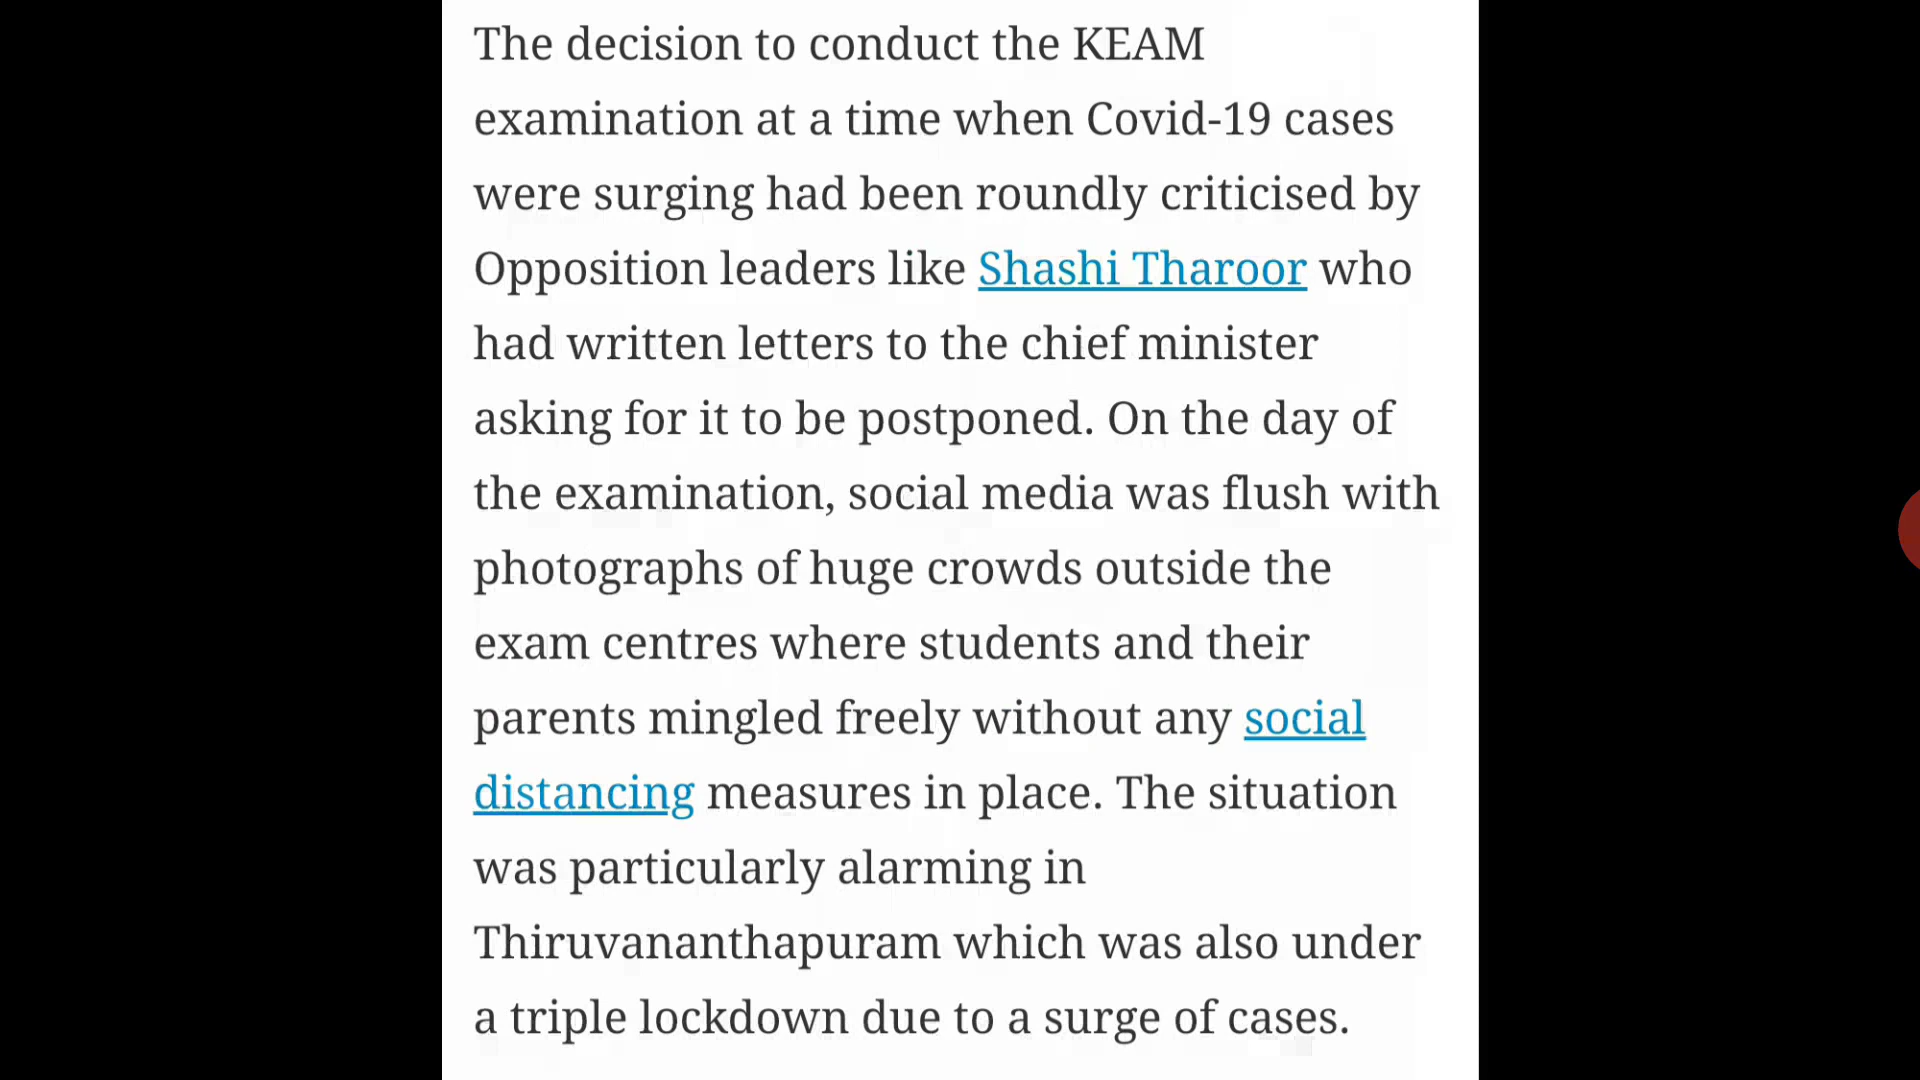 The decision to conduct the KEAM
examination at a time when Covid-19 cases
were surging had been roundly criticised by
Opposition leaders like Shashi Tharoor who
had written letters to the chief minister
asking for it to be postponed. On the day of
the examination, social media was flush with
photographs of huge crowds outside the
exam centres where students and their
parents mingled freely without any social
distancing measures in place. The situation
was particularly alarming in
Thiruvananthapuram which was also under
a triple lockdown due to a surge of cases.